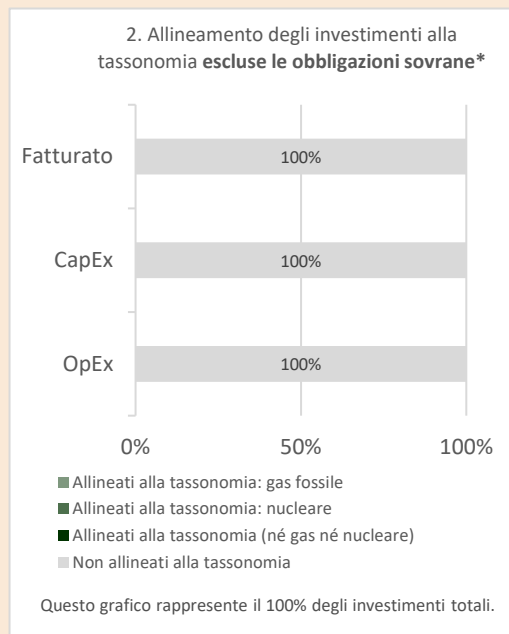 2. Allineamento degli investimenti alla
tassonomia escluse le obbligazioni sovrane*
Fatturato
100%
CapEx
100%
OpEx
100%
0%
50%
100%
Allineati alla tassonomia: gas fossile
Allineati alla tassonomia: nucleare
Allineati alla tassonomia (né gas né nucleare)
Non allineati alla tassonomia
Questo grafico rappresente il 100% degli investimenti totali.